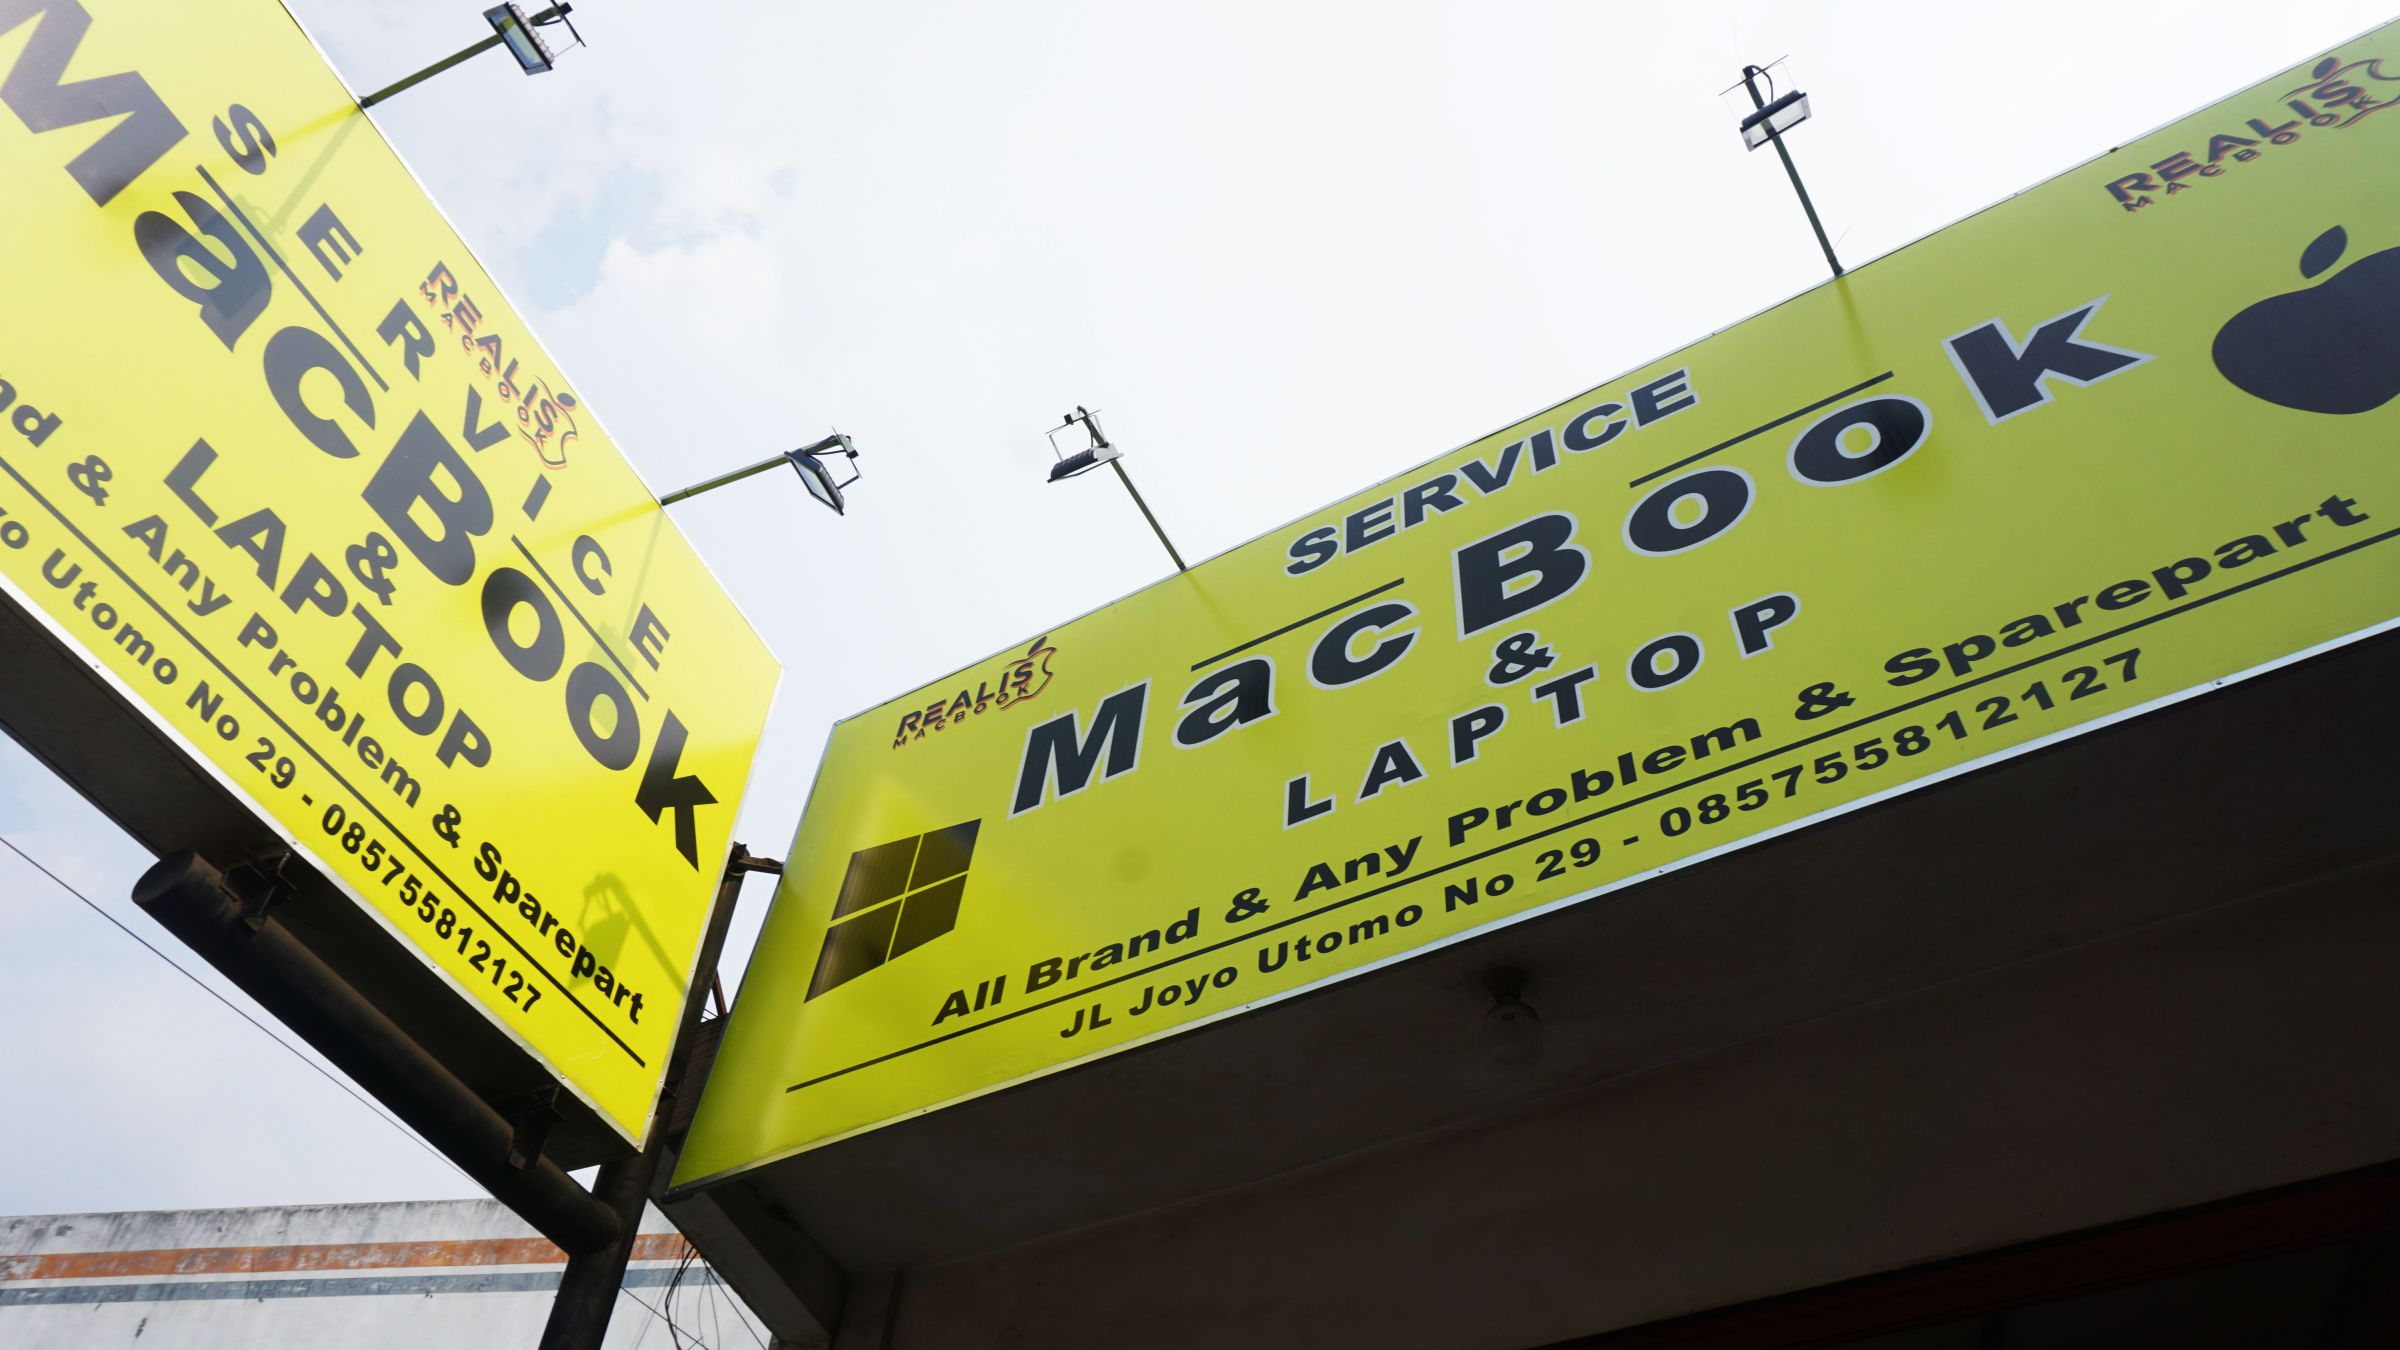 SERVICE
REALIS
MACBOOK
MacBook
&
LAPTOP
nd & Any Problem & Sparepart
yo Utomo No 29 - 085755812127
REALIS
MACBOOK
REALIS
MACBOOK
SERVICE
MacBook
&
LAPTOP
All Brand & Any Problem & Sparepart
JL Joyo Utomo No 29 - 085755812127